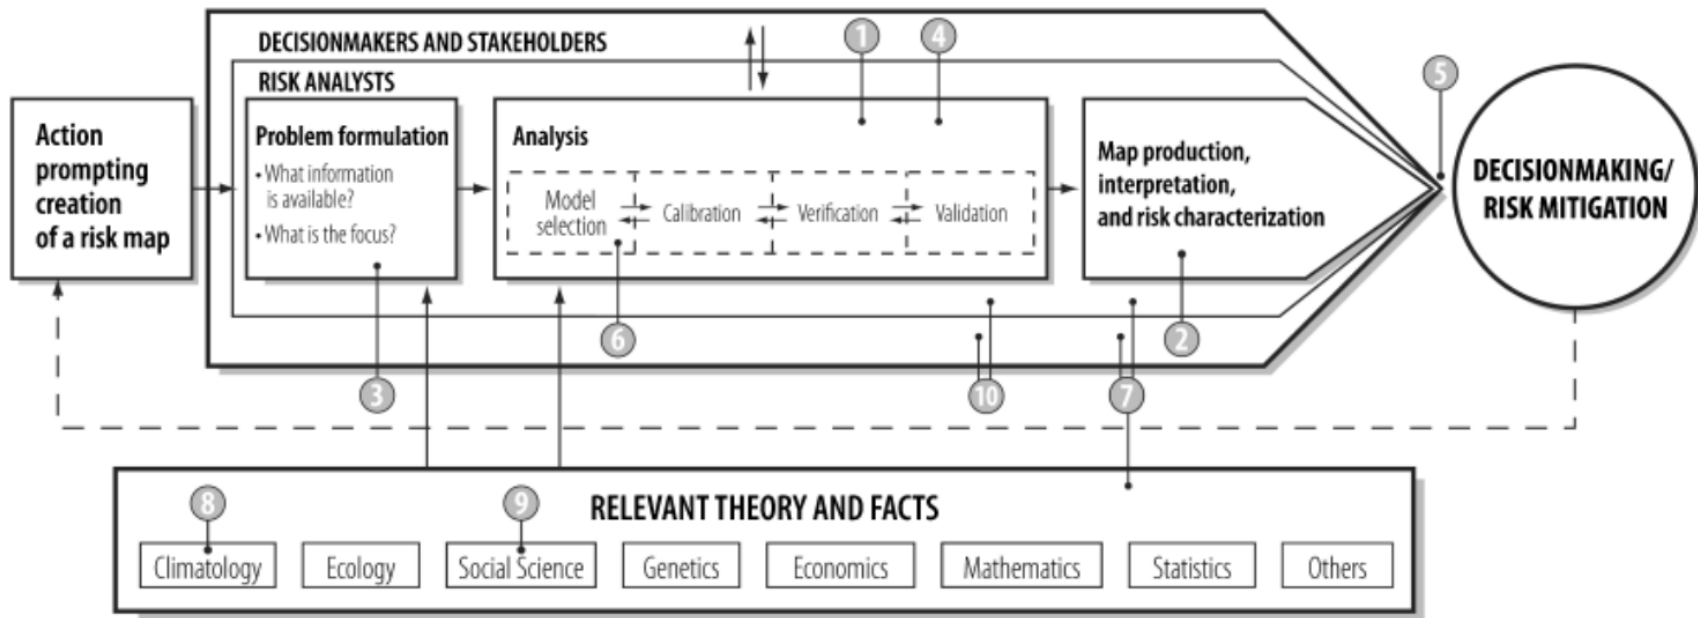 DECISIONMAKERS AND STAKEHOLDERS
1
4
RISK ANALYSTS
5
Action
prompting
creation
of a risk map
Problem formulation
• What information
is available?
• What is the focus?
3
Analysis
Model
selection
Calibration
Verification
Validation
6
10
Map production,
interpretation,
and risk characterization
2
7
DECISIONMAKING/
RISK MITIGATION
RELEVANT THEORY AND FACTS
8
9
Climatology
Ecology
Social Science
Genetics
Economics
Mathematics
Statistics
Others